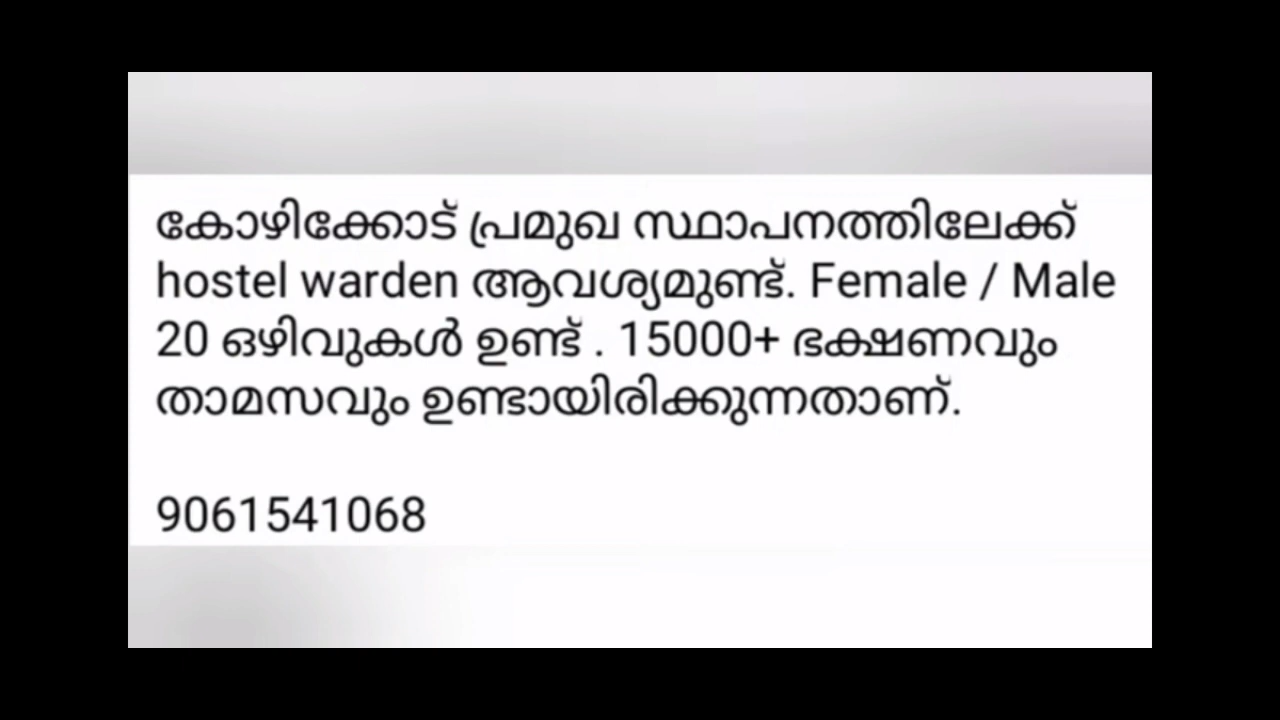 കോഴിക്കോട് പ്രമുഖ സ്ഥാപനത്തിലേക്ക്
hostel warden ആവശ്യമുണ്ട്. Female / Male
20 ഒഴിവുകൾ ഉണ്ട് . 15000+ ഭക്ഷണവും
താമസവും ഉണ്ടായിരിക്കുന്നതാണ്.
9061541068